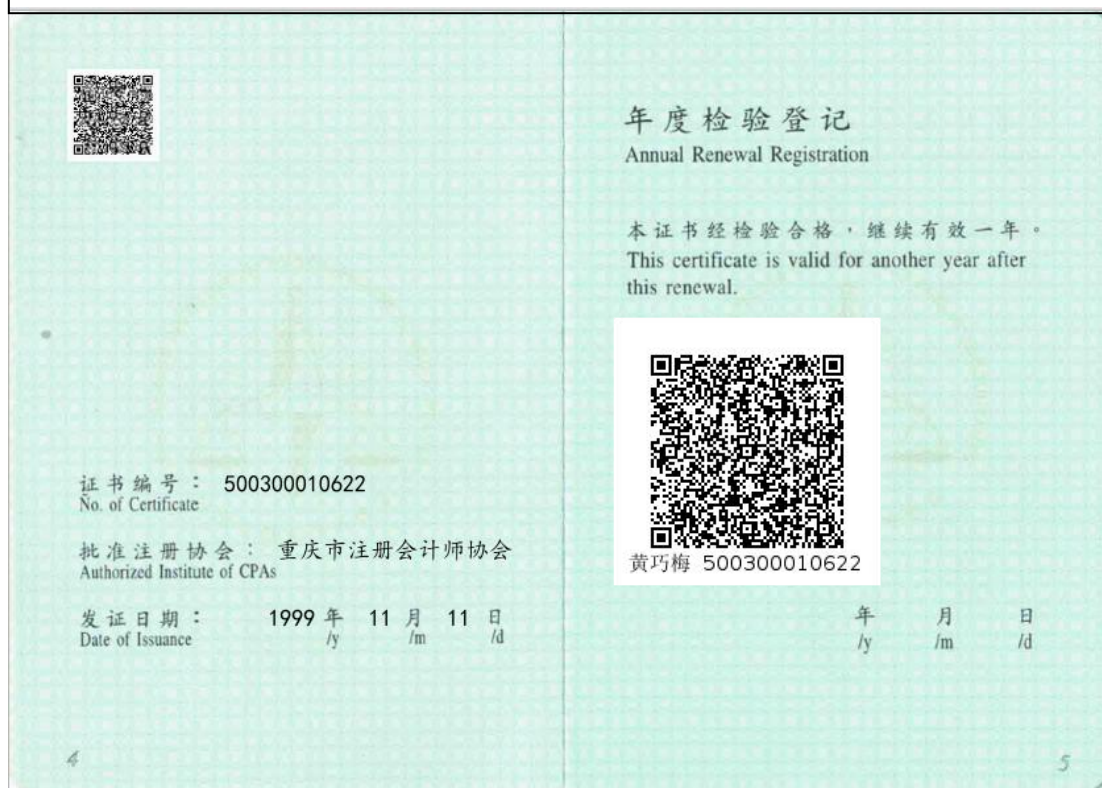 证书编号： 500300010622
No. of Certificate
批准注册协会： 重庆市注册会计师协会
Authorized Institute of CPAs
发证日期： 1999 年 11 月 11 日
Date of Issuance /y /m /d
4
年度检验登记
Annual Renewal Registration
本证书经检验合格，继续有效一年。
This certificate is valid for another year after
this renewal.
黄巧梅 500300010622
年 月 日
/y /m /d
5